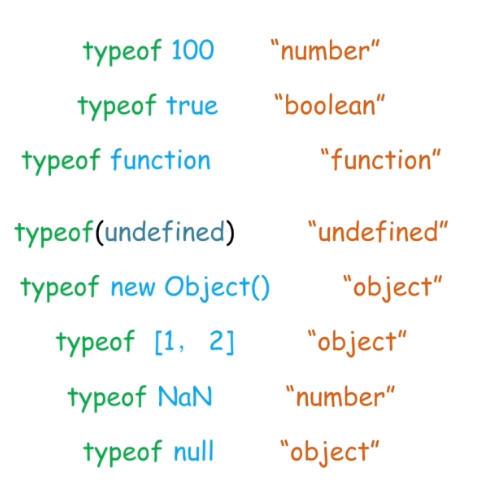 typeof 100 “number”
typeof true “boolean”
typeof function “function”
typeof(undefined) “undefined”
typeof new Object() “object”
typeof [1, 2] “object”
typeof NaN “number”
typeof null “object”